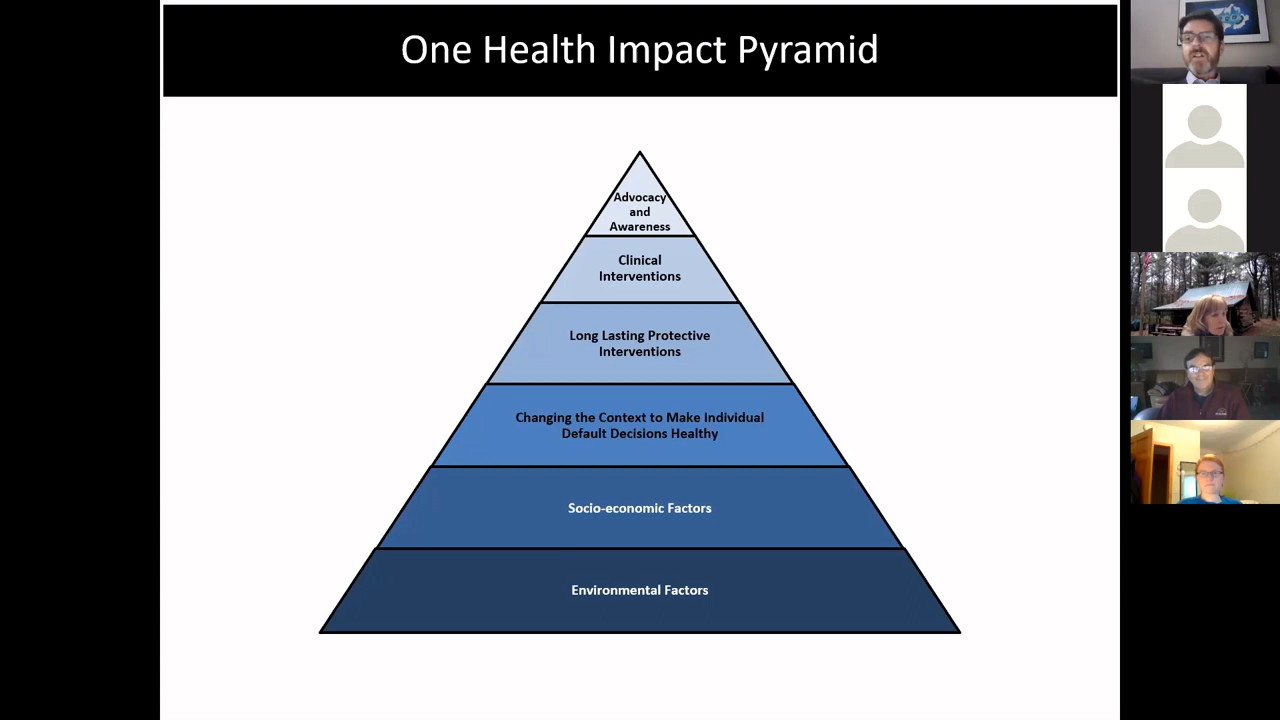 One Health Impact Pyramid
Advocacy
and
Awareness
Clinical
Interventions
Long Lasting Protective
Interventions
Changing the Context to Make Individual
Default Decisions Healthy
Socio-economic Factors
Environmental Factors